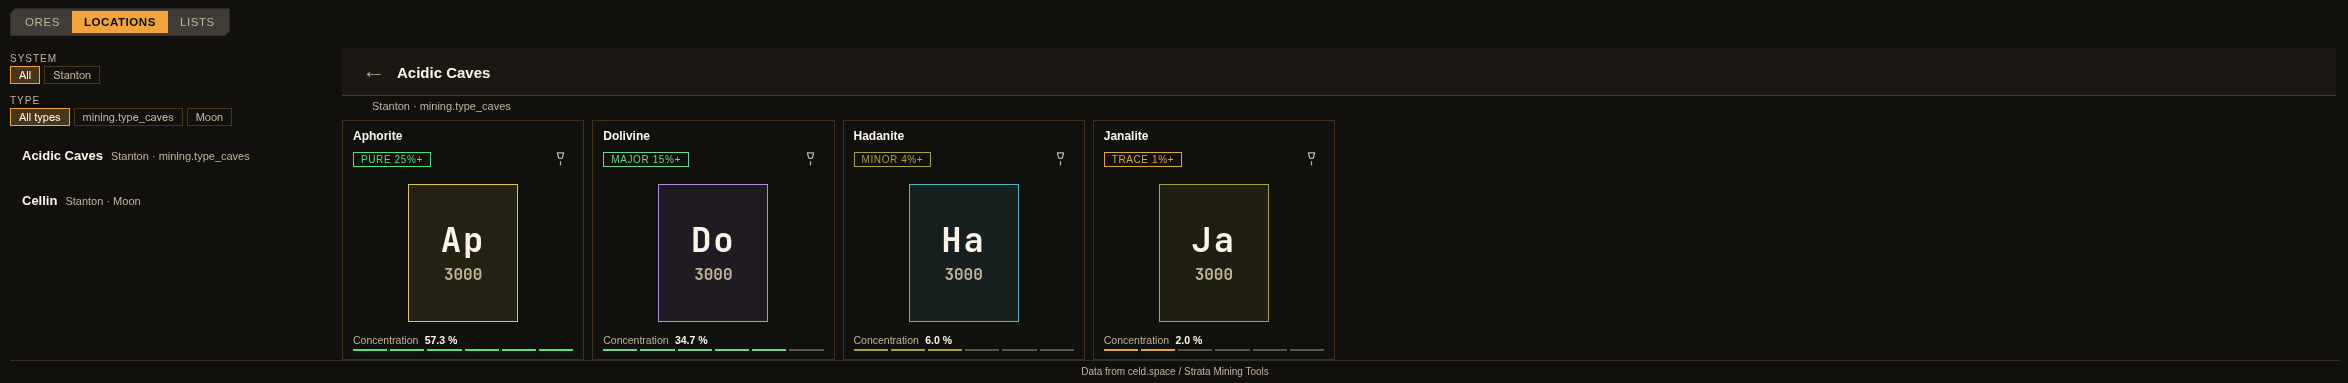 ORES LOCATIONS LISTS
SYSTEM
All Stanton
TYPE
All types mining.type_caves Moon
Acidic Caves Stanton · mining.type_caves
Cellin Stanton · Moon
← Acidic Caves
Stanton · mining.type_caves
Aphorite
PURE 25%+
Ap
3000
Concentration 57.3 %
Dolivine
MAJOR 15%+
Do
3000
Concentration 34.7 %
Hadanite
MINOR 4%+
Ha
3000
Concentration 6.0 %
Janalite
TRACE 1%+
Ja
3000
Concentration 2.0 %
Data from celd.space / Strata Mining Tools